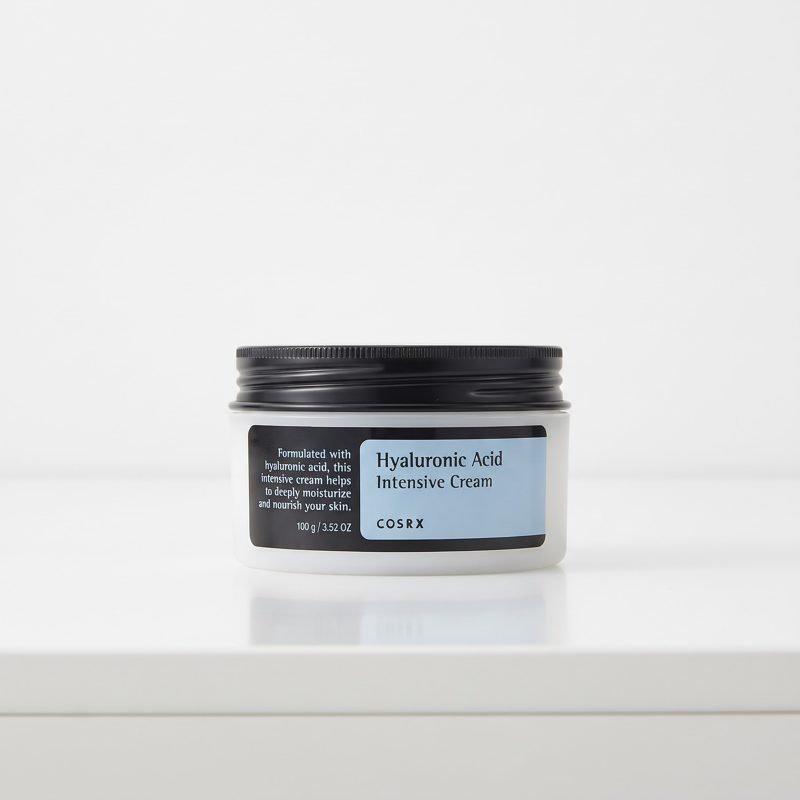 Formulated with
hyaluronic acid, this
intensive cream helps
to deeply moisturize
and nourish your skin.
100 g / 3.52 OZ
Hyaluronic Acid
Intensive Cream
COSRX